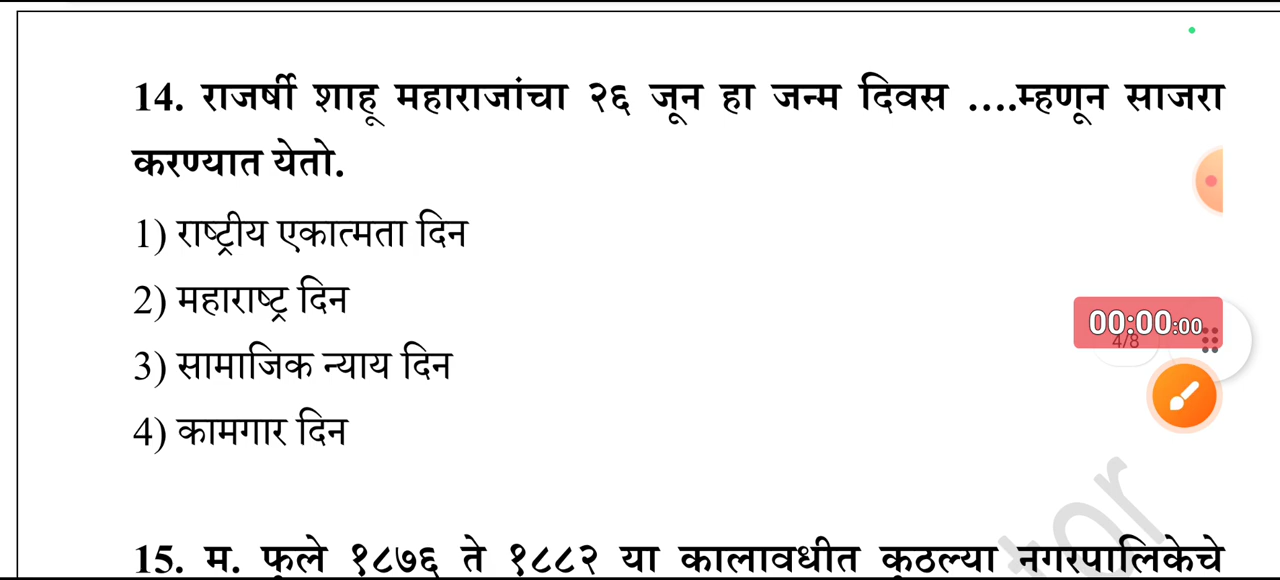 14. राजर्षी शाहू महाराजांचा २६ जून हा जन्म दिवस ....म्हणून साजरा
करण्यात येतो.
1) राष्ट्रीय एकात्मता दिन
2) महाराष्ट्र दिन
00:00:00
4/8
3) सामाजिक न्याय दिन
4) कामगार दिन
15. म. फुले १८७६ ते १८८२ या कालावधीत कुठल्या नगरपालिकेचे